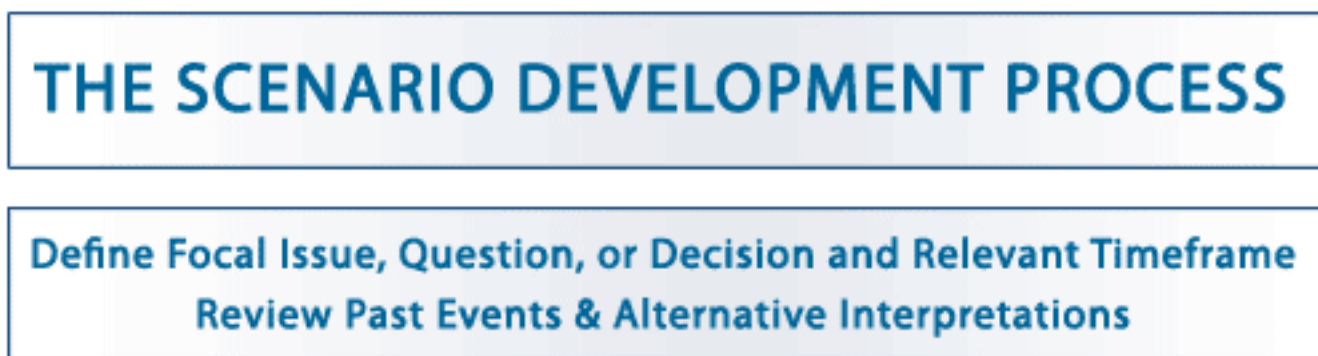 THE SCENARIO DEVELOPMENT PROCESS
Define Focal Issue, Question, or Decision and Relevant Timeframe
Review Past Events & Alternative Interpretations